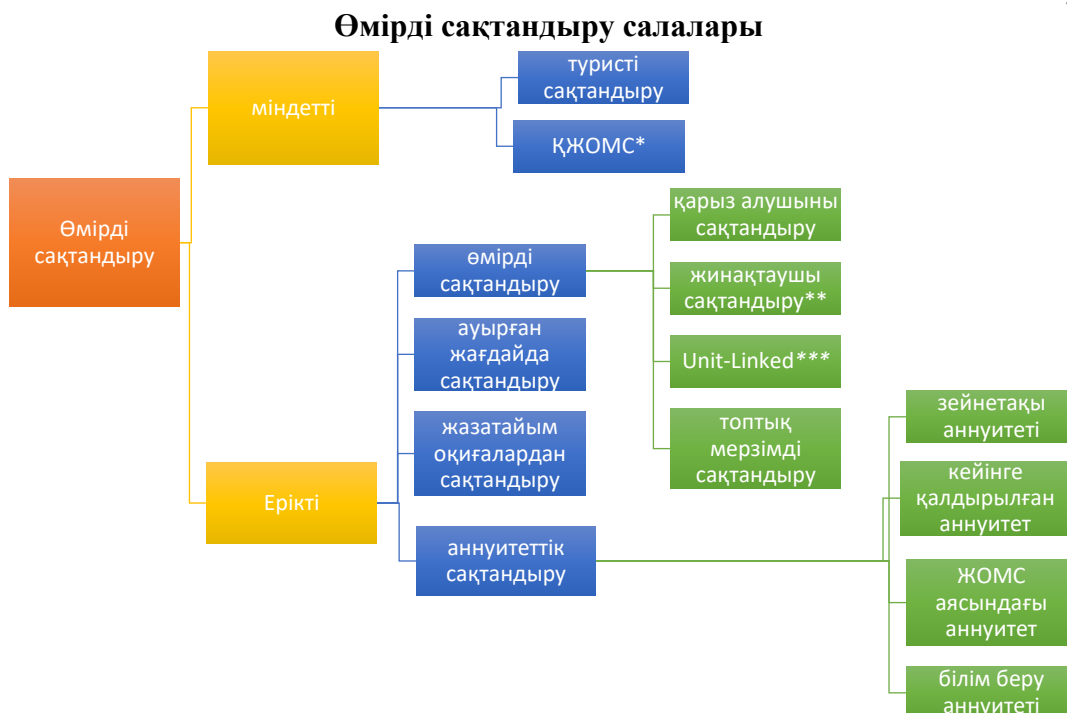 Өмірді сақтандыру салалары
Өмірді
сақтандыру
міндетті
туристі
сақтандыру
ҚЖОМС*
Ерікті
өмірді
сақтандыру
қарыз алушыны
сақтандыру
жинақтаушы
сақтандыру**
Unit-Linked***
топтық
мерзімді
сақтандыру
ауырған
жағдайда
сақтандыру
жазатайым
оқиғалардан
сақтандыру
аннуитеттік
сақтандыру
зейнетақы
аннуитеті
кейінге
қалдырылған
аннуитет
ЖОМС
аясындағы
аннуитет
білім беру
аннуитеті